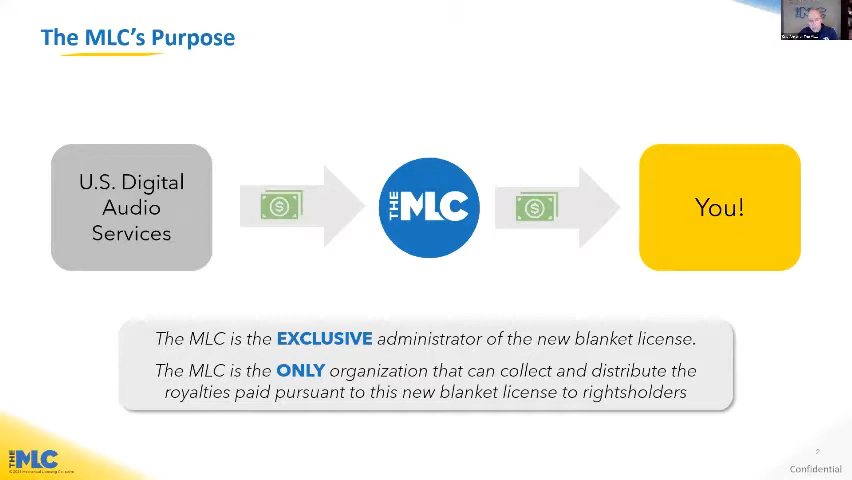 The MLC's Purpose
U.S. Digital
Audio
Services
THE MLC
You!
The MLC is the EXCLUSIVE administrator of the new blanket license.
The MLC is the ONLY organization that can collect and distribute the
royalties paid pursuant to this new blanket license to rightsholders
THE MLC
2
Confidential